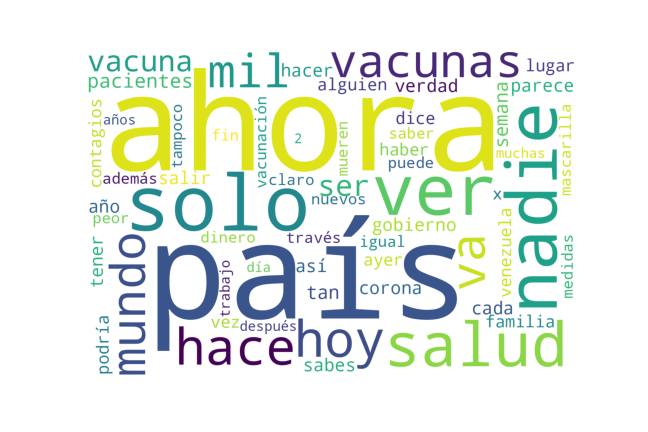 vacuna
mil
hacer
vacunas
lugar
pacientes
alguien
verdad
parece
ahora
contagios
años
tampoco
fin
vacunación
2
mueren
dice
saber
haber
puede
semana
muchas
nadie
mascarilla
además
salir
claro
ser
ver
x
año
solo
nuevos
peor
gobierno
va
venezuela
medidas
tener
mundo
dinero
país
través
igual
ayer
día
así
trabajo
tan
corona
cada
familia
podría
hace
vez
después
hoy
sabes
salud